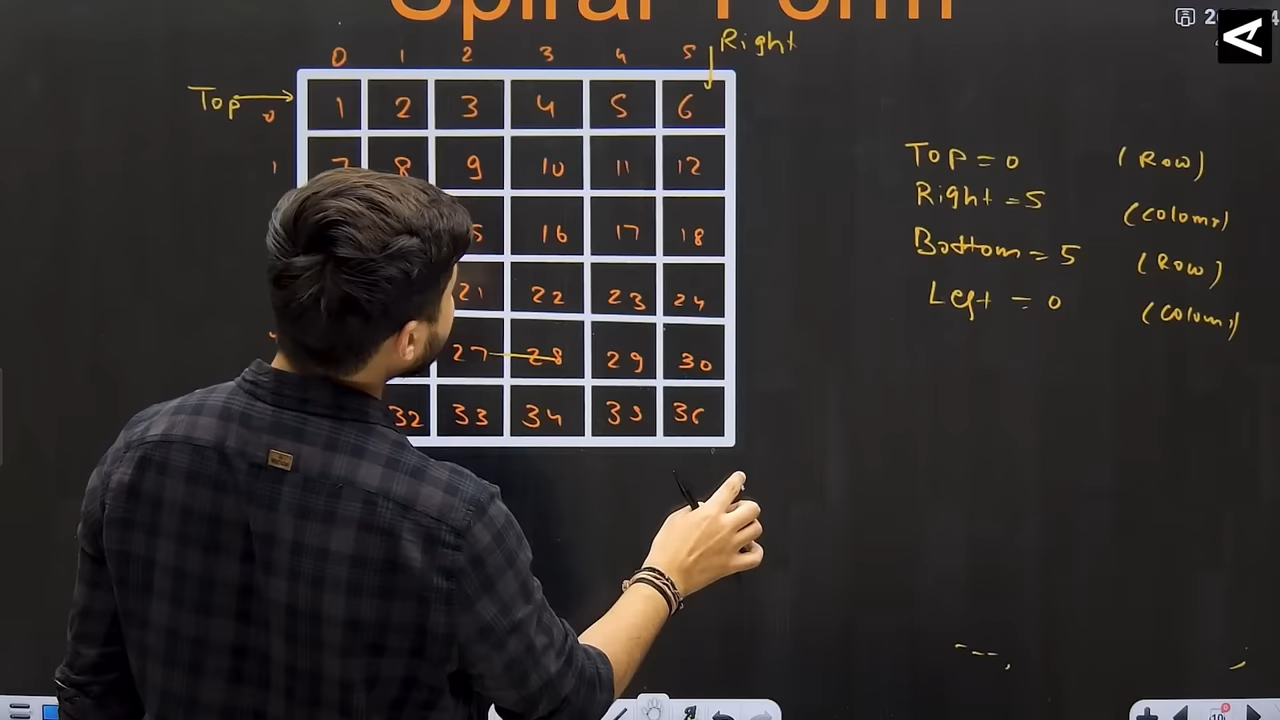 Spiral Form
0 1 2 3 4 5
Right
Top
0
1 2 3 4 5 6
1
7 8 9 10 11 12
16 17 18
21 22 23 24
27 28 29 30
32 33 34 35 36
Top = 0 (Row)
Right = 5 (Colomn)
Bottom = 5 (Row)
Left = 0 (Colomn)